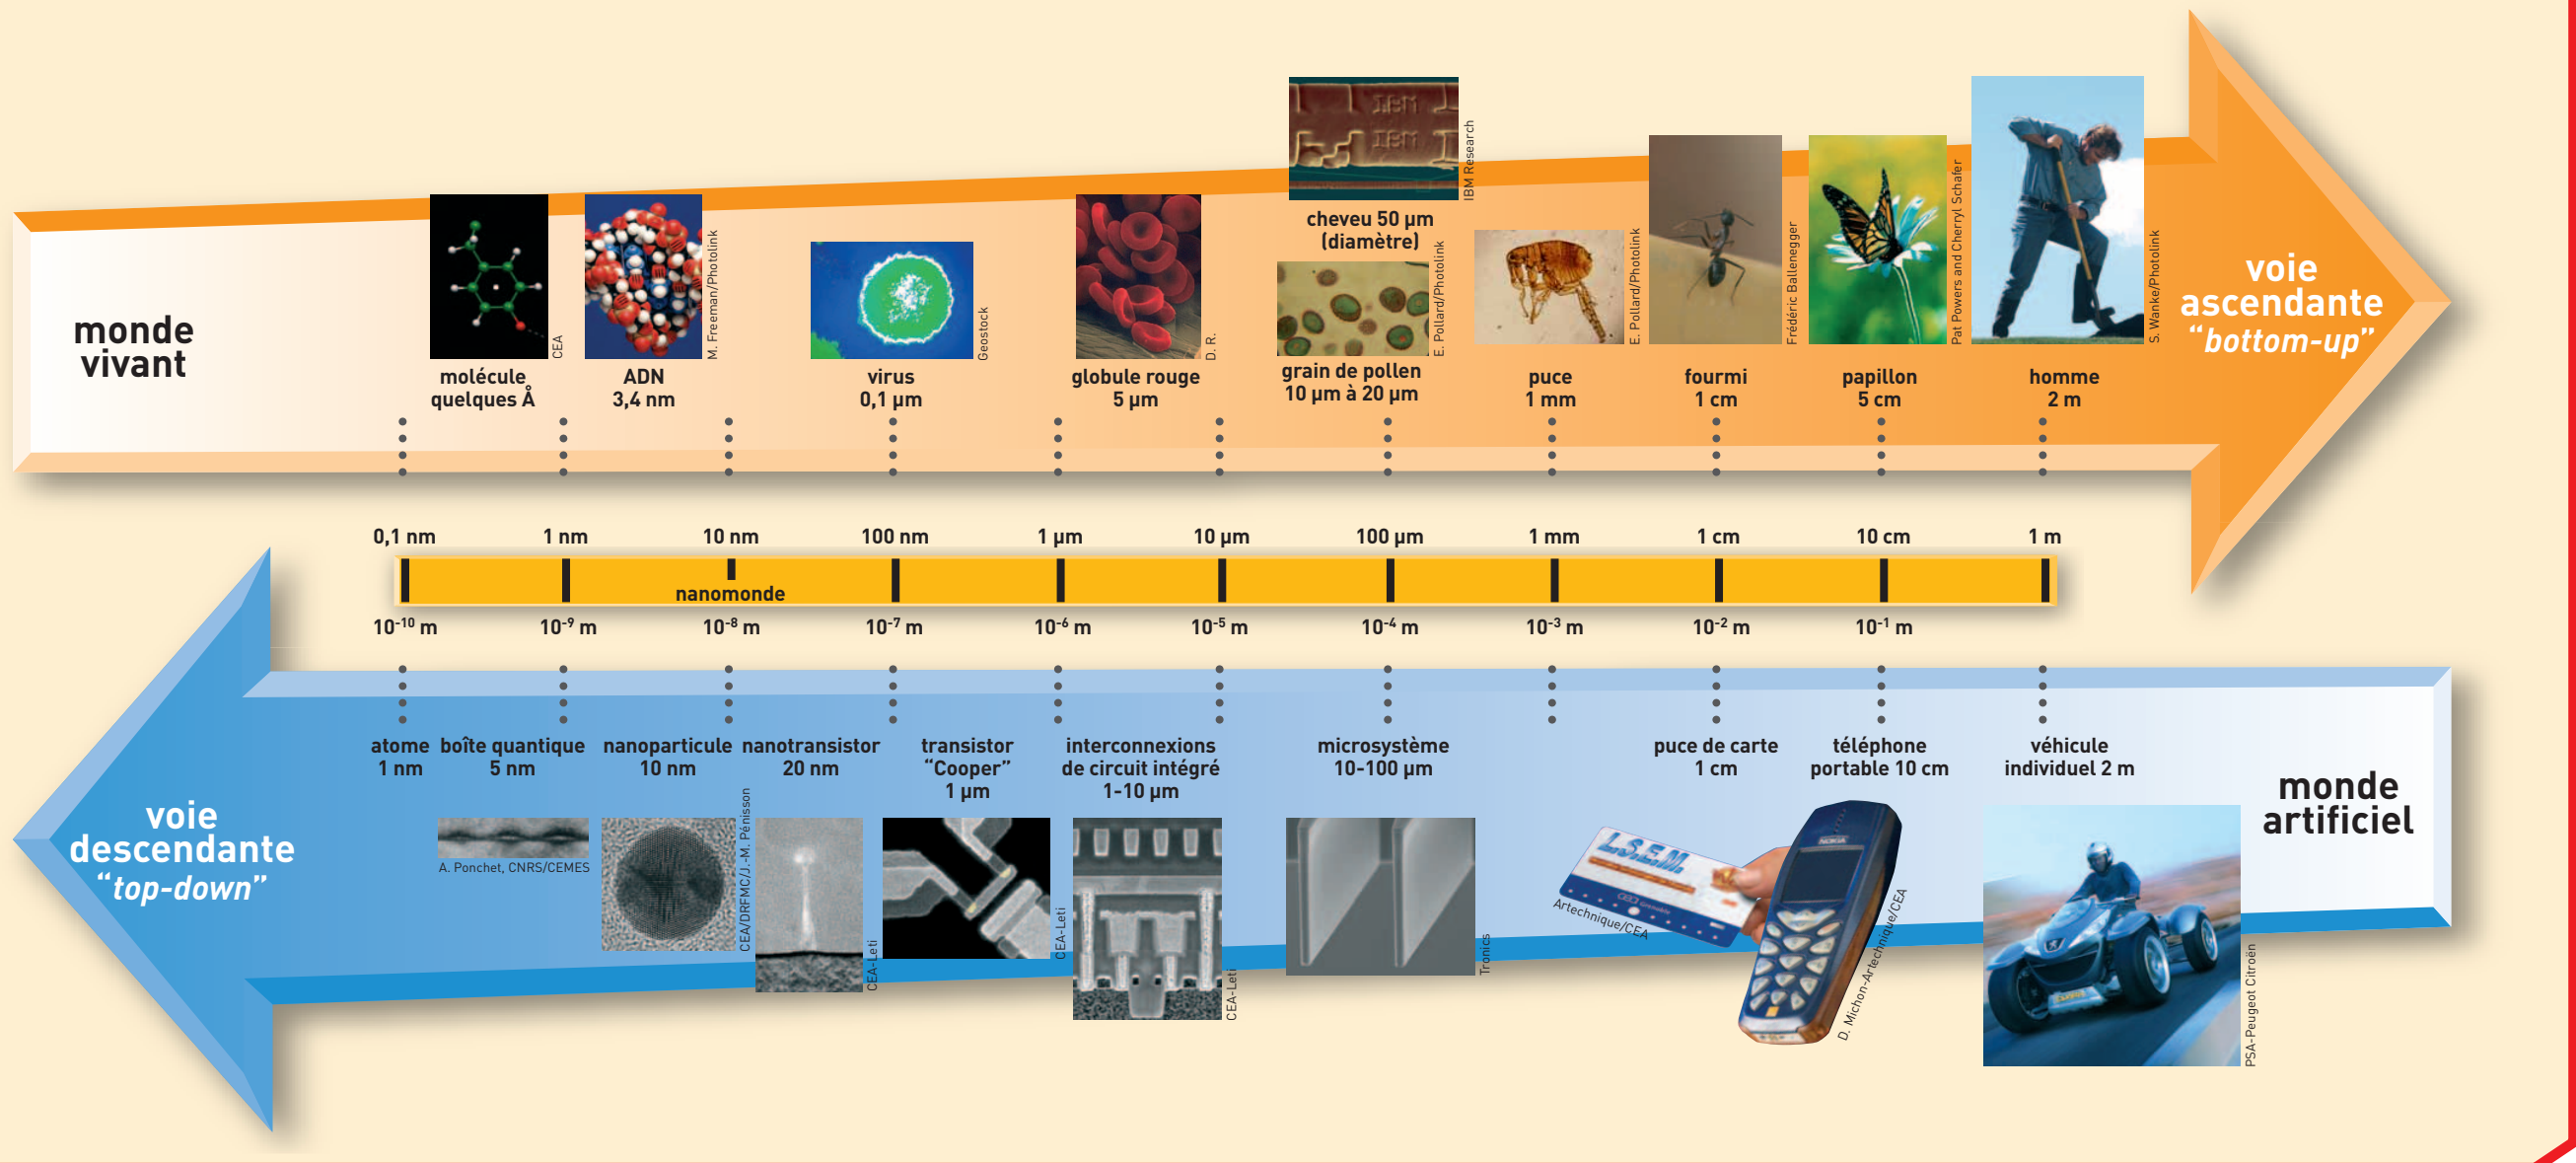 IBM
IBM
IBM Research
cheveu 50 µm
(diamètre)
monde
vivant
CEA
molécule
quelques Å
M. Freeman/Photolink
ADN
3,4 nm
Geostock
virus
0,1 µm
D. R.
globule rouge
5 µm
E. Pollard/Photolink
grain de pollen
10 µm à 20 µm
E. Pollard/Photolink
puce
1 mm
Frédéric Ballenegger
fourmi
1 cm
Pat Powers and Cherryl Schafer
papillon
5 cm
S. Wanke/Photolink
homme
2 m
voie
ascendante
“bottom-up”
0,1 nm 1 nm 10 nm 100 nm 1 µm 10 µm 100 µm 1 mm 1 cm 10 cm 1 m
nanomonde
10⁻¹⁰ m 10⁻⁹ m 10⁻⁸ m 10⁻⁷ m 10⁻⁶ m 10⁻⁵ m 10⁻⁴ m 10⁻³ m 10⁻² m 10⁻¹ m
voie
descendante
“top-down”
atome
1 nm
boîte quantique
5 nm
A. Ponchet, CNRS/CEMES
nanoparticule
10 nm
CEA/DRFMC/J.-M. Pénisson
nanotransistor
20 nm
CEA-Leti
transistor
“Cooper”
1 µm
CEA-Leti
interconnexions
de circuit intégré
1-10 µm
CEA-Leti
microsystème
10-100 µm
Tronics
puce de carte
1 cm
L.S.E.M.
Artechnique/CEA
téléphone
portable 10 cm
NOKIA
D. Michon-Artechnique/CEA
véhicule
individuel 2 m
PSA-Peugeot Citroën
monde
artificiel